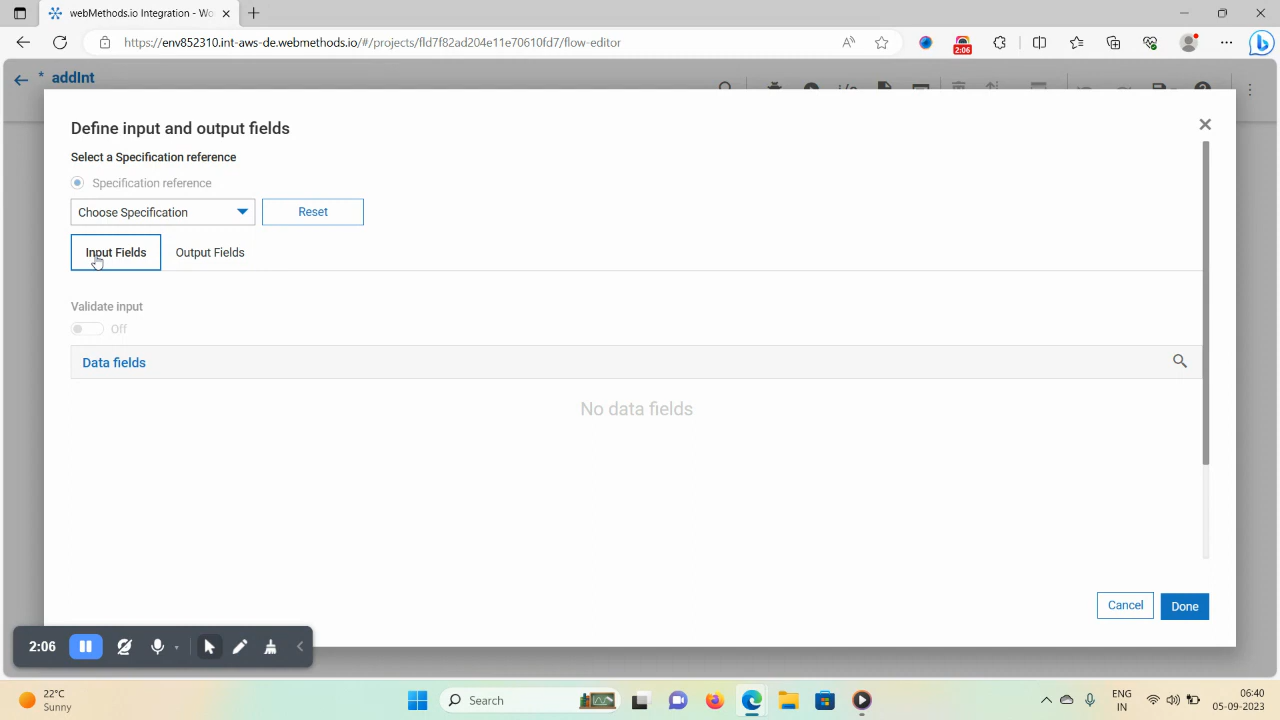 webMethods.io Integration - Wo
https://env852310.int-aws-de.webmethods.io/#/projects/fld7f82ad204e11e70610fd7/flow-editor
2:06
* addInt
Define input and output fields
Select a Specification reference
Specification reference
Choose Specification
Reset
Input Fields
Output Fields
Validate input
Off
Data fields
No data fields
Cancel
Done
2:06
22°C
Sunny
Search
ENG
IN
06:40
05-09-2023